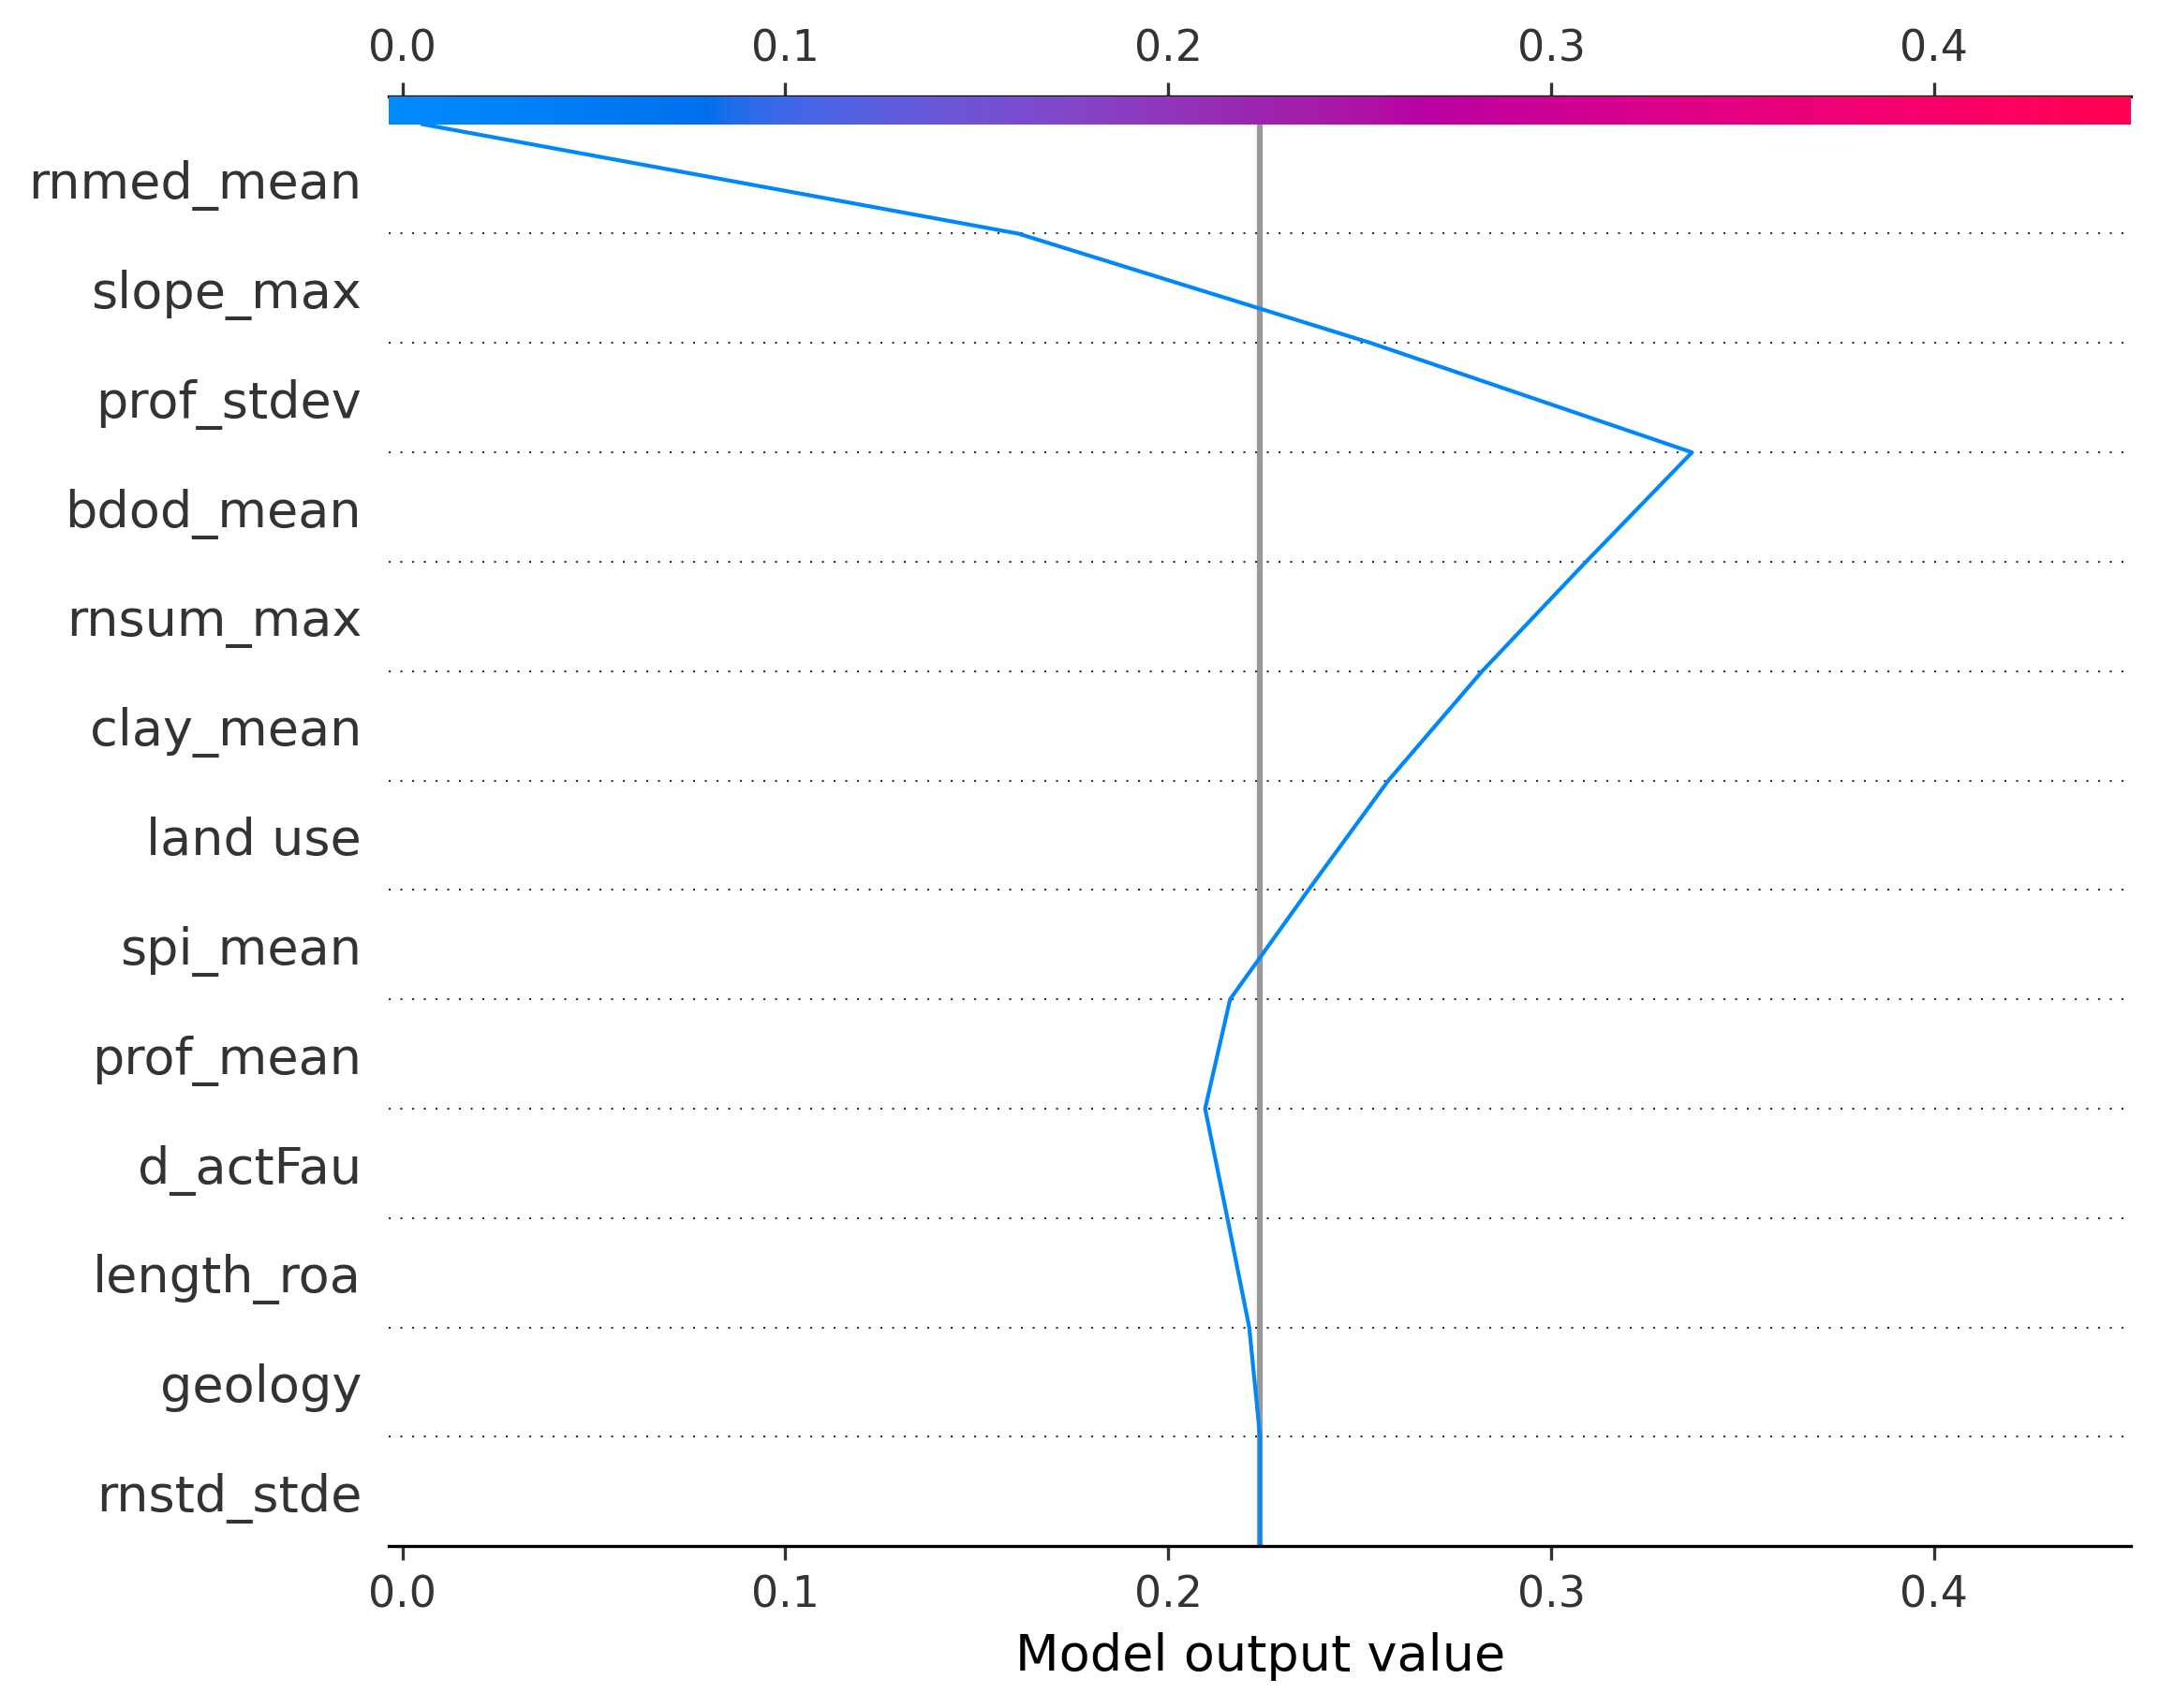 0.0 0.1 0.2 0.3 0.4
rnmed_mean
slope_max
prof_stdev
bdod_mean
rnsum_max
clay_mean
land use
spi_mean
prof_mean
d_actFau
length_roa
geology
rnstd_stde
0.0 0.1 0.2 0.3 0.4
Model output value